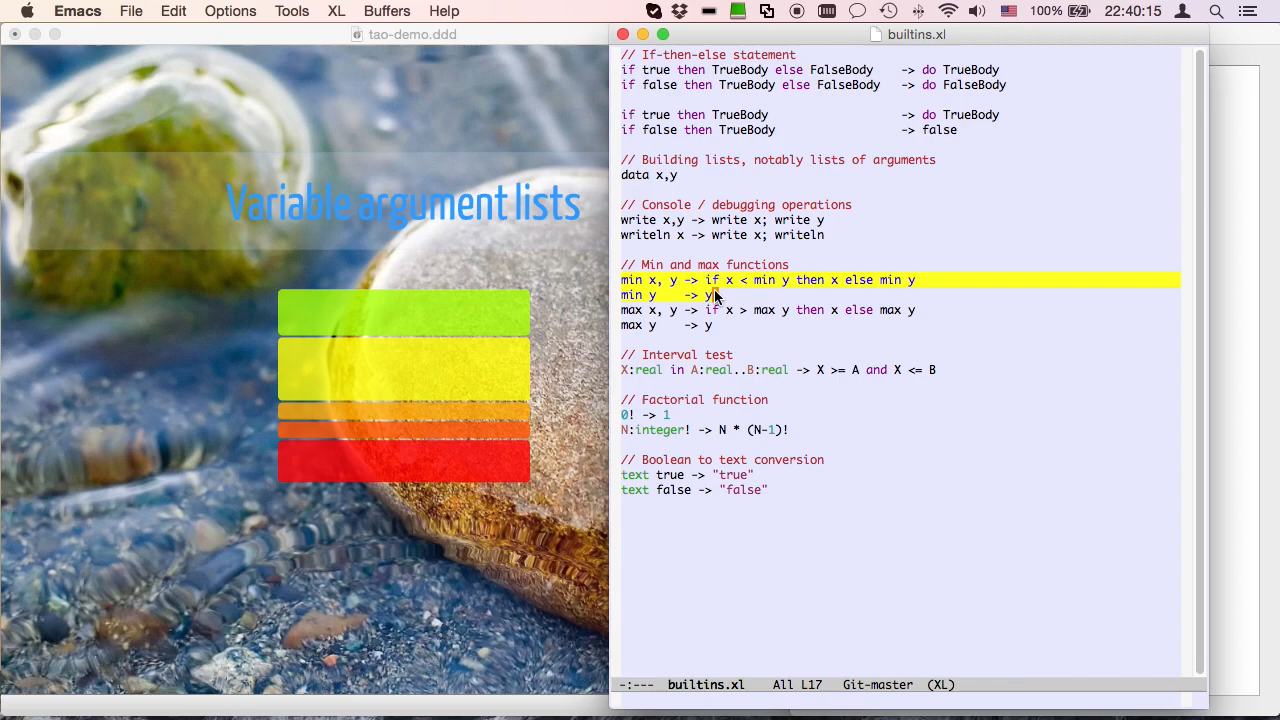 Emacs File Edit Options Tools XL Buffers Help 100% 22:40:15
tao-demo.ddd
Variable argument lists
builtins.xl
// If-then-else statement
if true then TrueBody else FalseBody -> do TrueBody
if false then TrueBody else FalseBody -> do FalseBody
if true then TrueBody -> do TrueBody
if false then TrueBody -> false
// Building lists, notably lists of arguments
data x,y
// Console / debugging operations
write x,y -> write x; write y
writeln x -> write x; writeln
// Min and max functions
min x, y -> if x < min y then x else min y
min y -> y
max x, y -> if x > max y then x else max y
max y -> y
// Interval test
X:real in A:real..B:real -> X >= A and X <= B
// Factorial function
0! -> 1
N:integer! -> N * (N-1)!
// Boolean to text conversion
text true -> "true"
text false -> "false"
-:--- builtins.xl All L17 Git-master (XL)